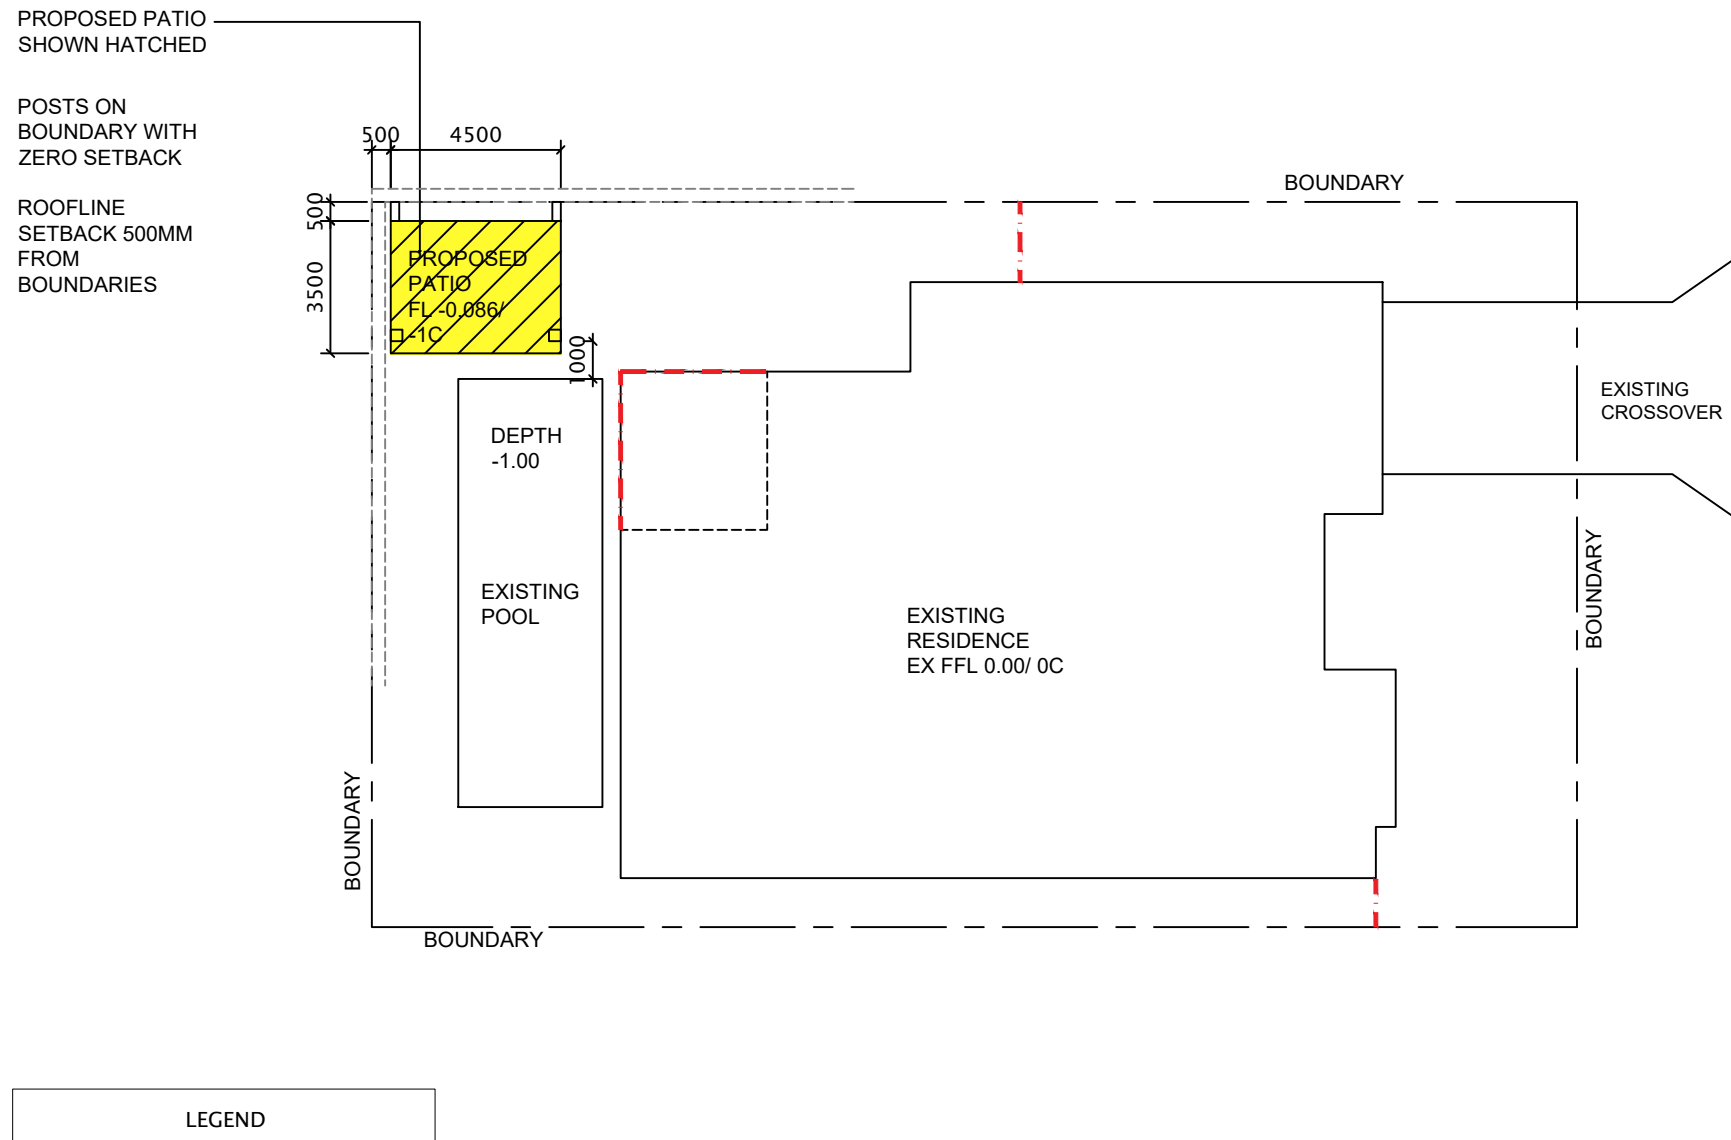 PROPOSED PATIO
SHOWN HATCHED
POSTS ON
BOUNDARY WITH
ZERO SETBACK
ROOFLINE
SETBACK 500MM
FROM
BOUNDARIES
500
4500
500
3500
PROPOSED
PATIO
FL -0.086/
-1C
1000
DEPTH
-1.00
EXISTING
POOL
EXISTING
RESIDENCE
EX FFL 0.00/ 0C
BOUNDARY
EXISTING
CROSSOVER
BOUNDARY
BOUNDARY
BOUNDARY
LEGEND